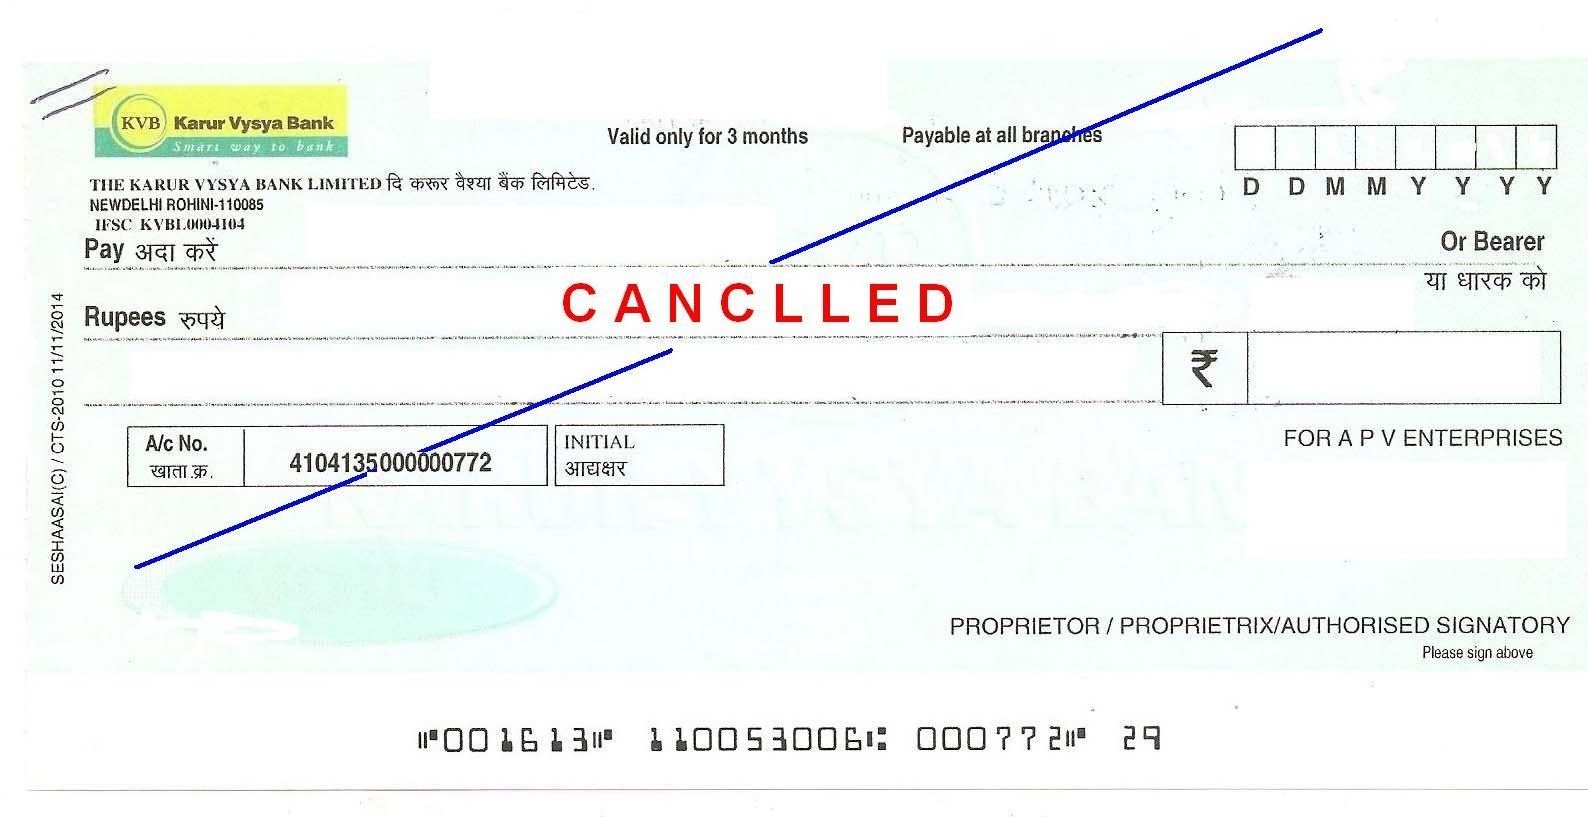 KVB Karur Vysya Bank
Smart way to bank
Valid only for 3 months
Payable at all branches
THE KARUR VYSYA BANK LIMITED दि करूर वैश्या बैंक लिमिटेड.
NEWDELHI ROHINI-110085
IFSC KVBL0004104
D D M M Y Y Y Y
Pay अदा करें
Or Bearer
या धारक को
CANCLLED
Rupees रुपये
₹
A/c No.
खाता.क्र.
4104135000000772
INITIAL
आद्यक्षर
FOR A P V ENTERPRISES
SESHAASAI(C) / CTS-2010 11/11/2014
PROPRIETOR / PROPRIETRIX/AUTHORISED SIGNATORY
Please sign above
⑈001613⑈ 110053006⑆ 000772⑈ 29